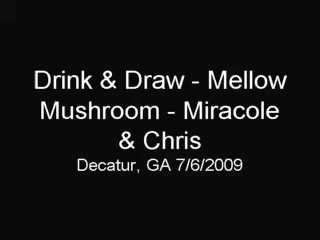 Drink & Draw - Mellow
Mushroom - Miracole
& Chris
Decatur, GA 7/6/2009